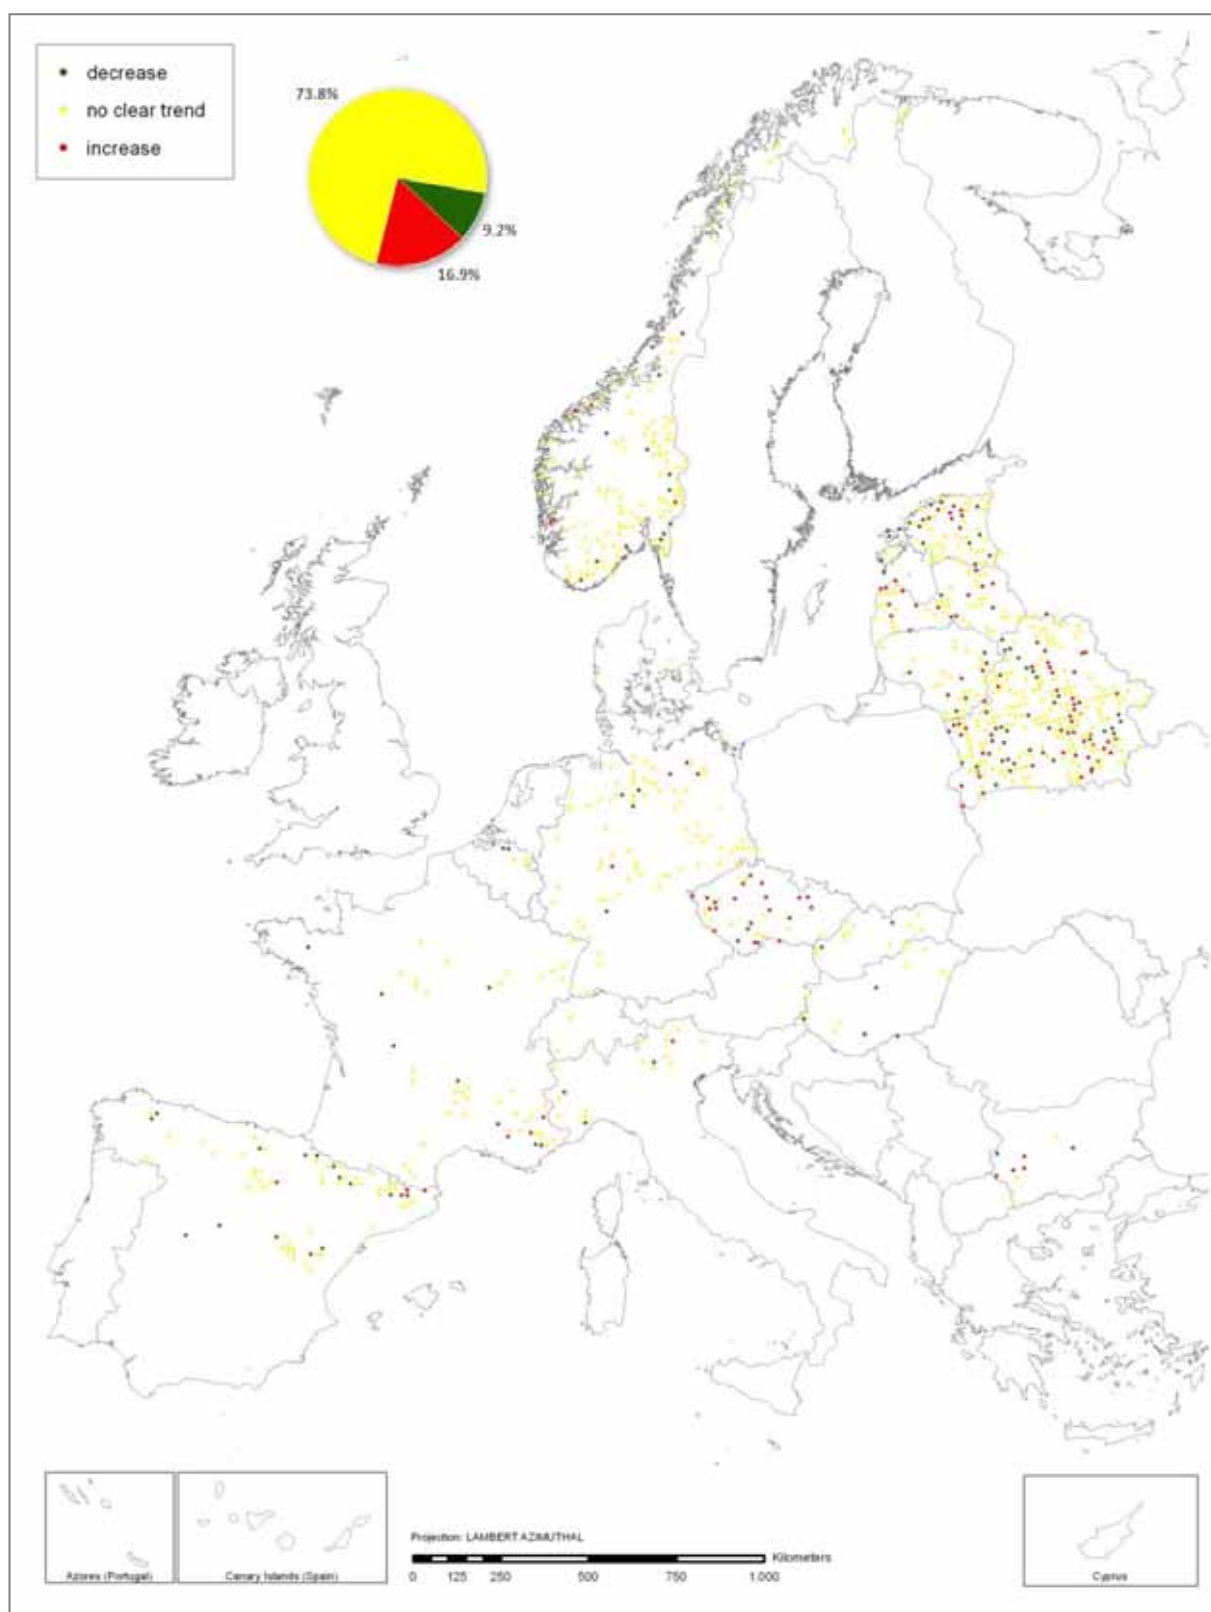 decrease
no clear trend
increase
73.8%
9.2%
16.9%
Projection: LAMBERT AZIMUTHAL
Kilometers
0 125 250 500 750 1.000
Azores (Portugal)
Canary Islands (Spain)
Cyprus